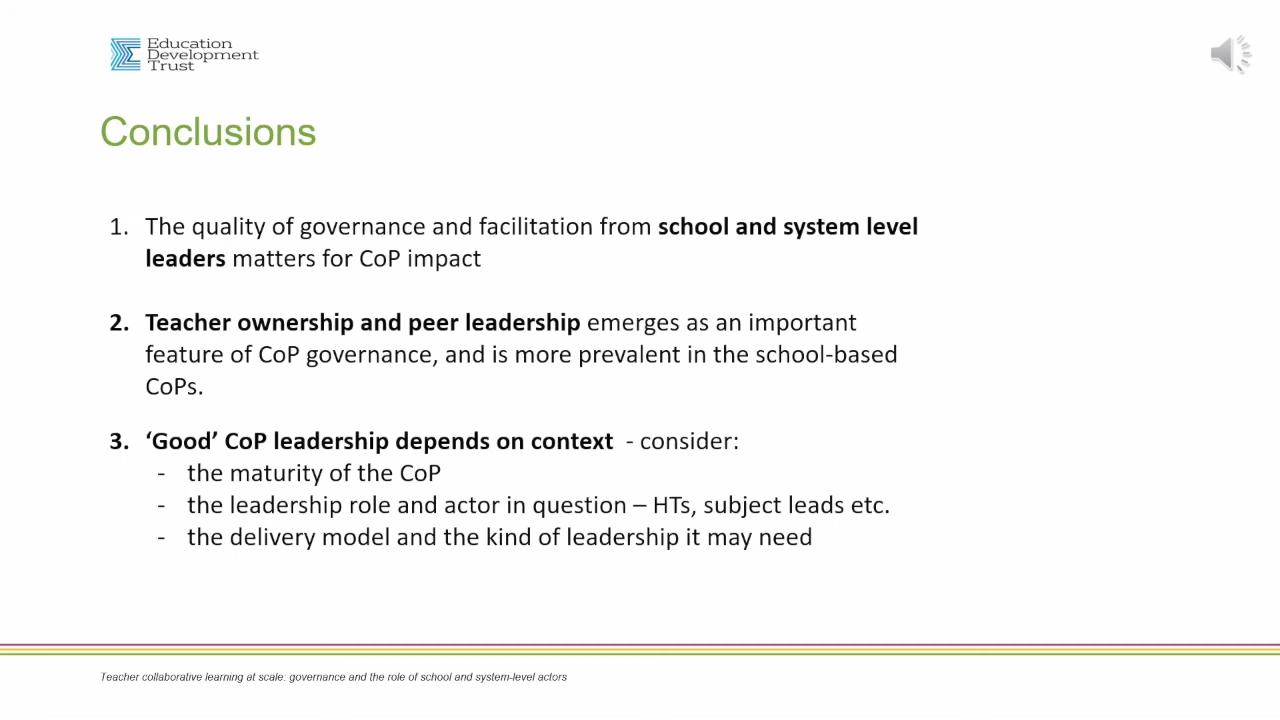 Education
Development
Trust
Conclusions
1. The quality of governance and facilitation from school and system level
leaders matters for CoP impact
2. Teacher ownership and peer leadership emerges as an important
feature of CoP governance, and is more prevalent in the school-based
CoPs.
3. ‘Good’ CoP leadership depends on context - consider:
- the maturity of the CoP
- the leadership role and actor in question – HTs, subject leads etc.
- the delivery model and the kind of leadership it may need
Teacher collaborative learning at scale: governance and the role of school and system-level actors